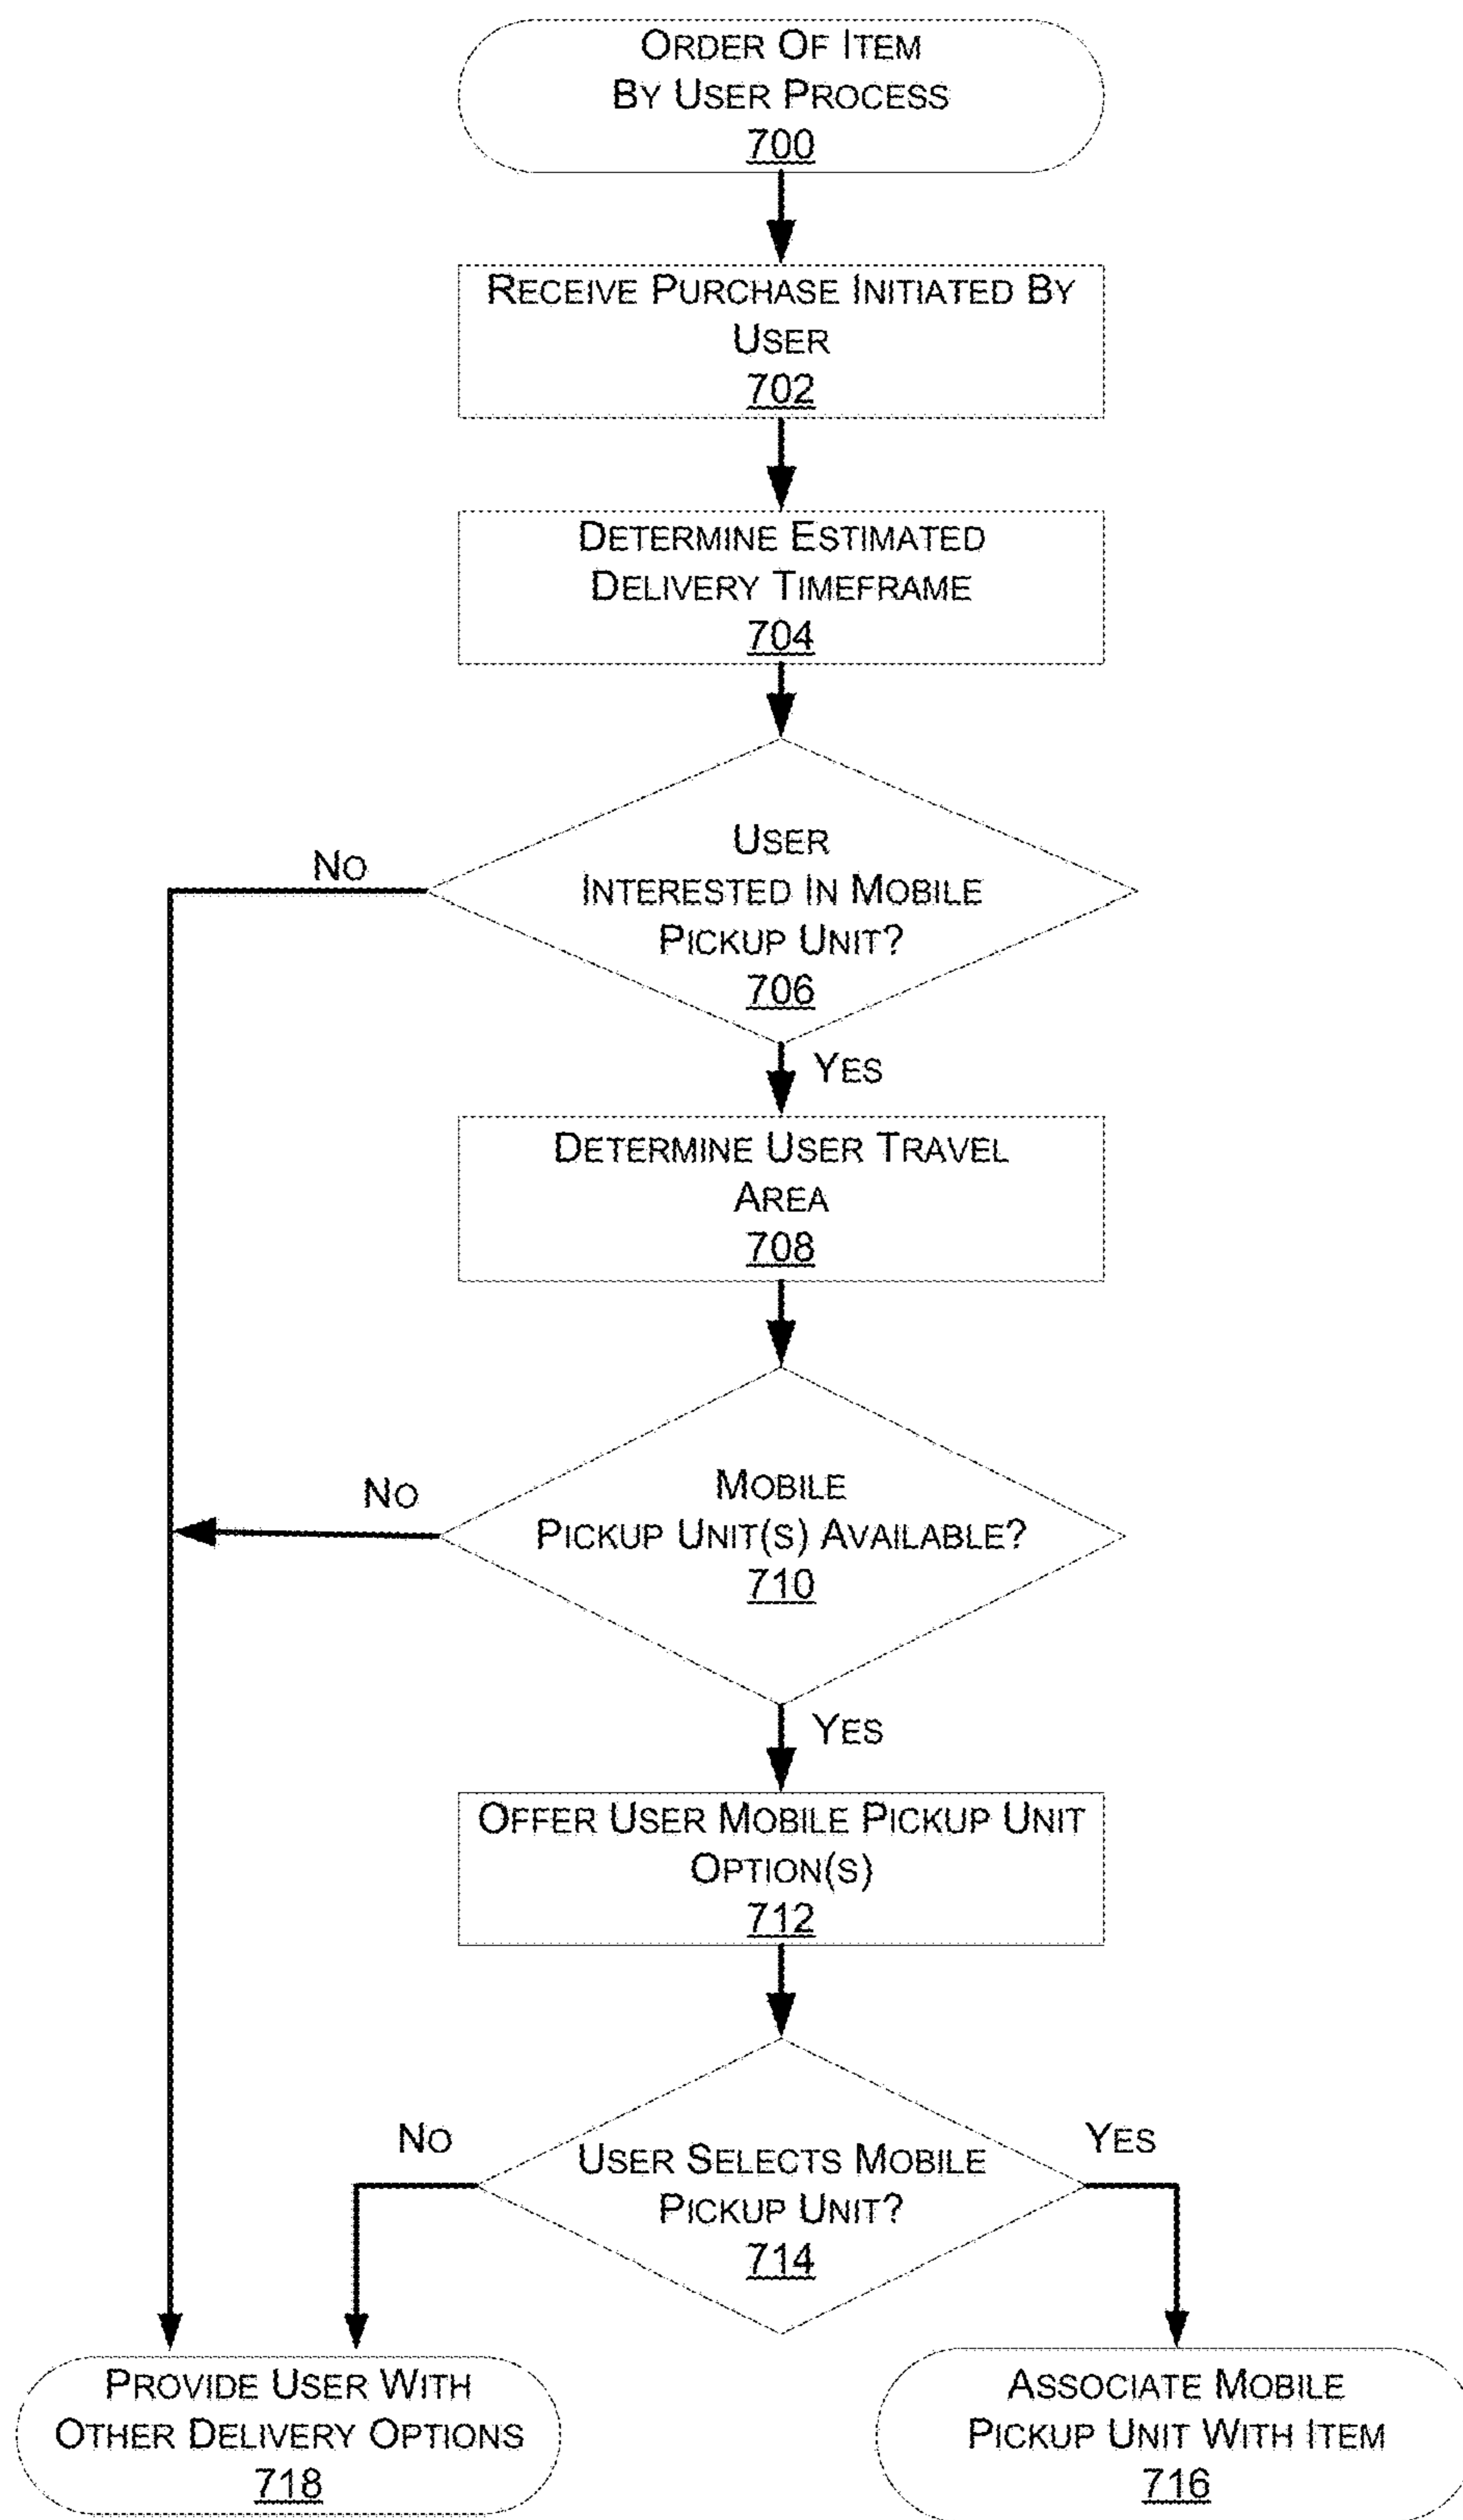 ORDER OF ITEM
BY USER PROCESS
700
RECEIVE PURCHASE INITIATED BY
USER
702
DETERMINE ESTIMATED
DELIVERY TIMEFRAME
704
USER
INTERESTED IN MOBILE
PICKUP UNIT?
706
NO
YES
DETERMINE USER TRAVEL
AREA
708
MOBILE
PICKUP UNIT(S) AVAILABLE?
710
NO
YES
OFFER USER MOBILE PICKUP UNIT
OPTION(S)
712
USER SELECTS MOBILE
PICKUP UNIT?
714
NO
YES
PROVIDE USER WITH
OTHER DELIVERY OPTIONS
718
ASSOCIATE MOBILE
PICKUP UNIT WITH ITEM
716